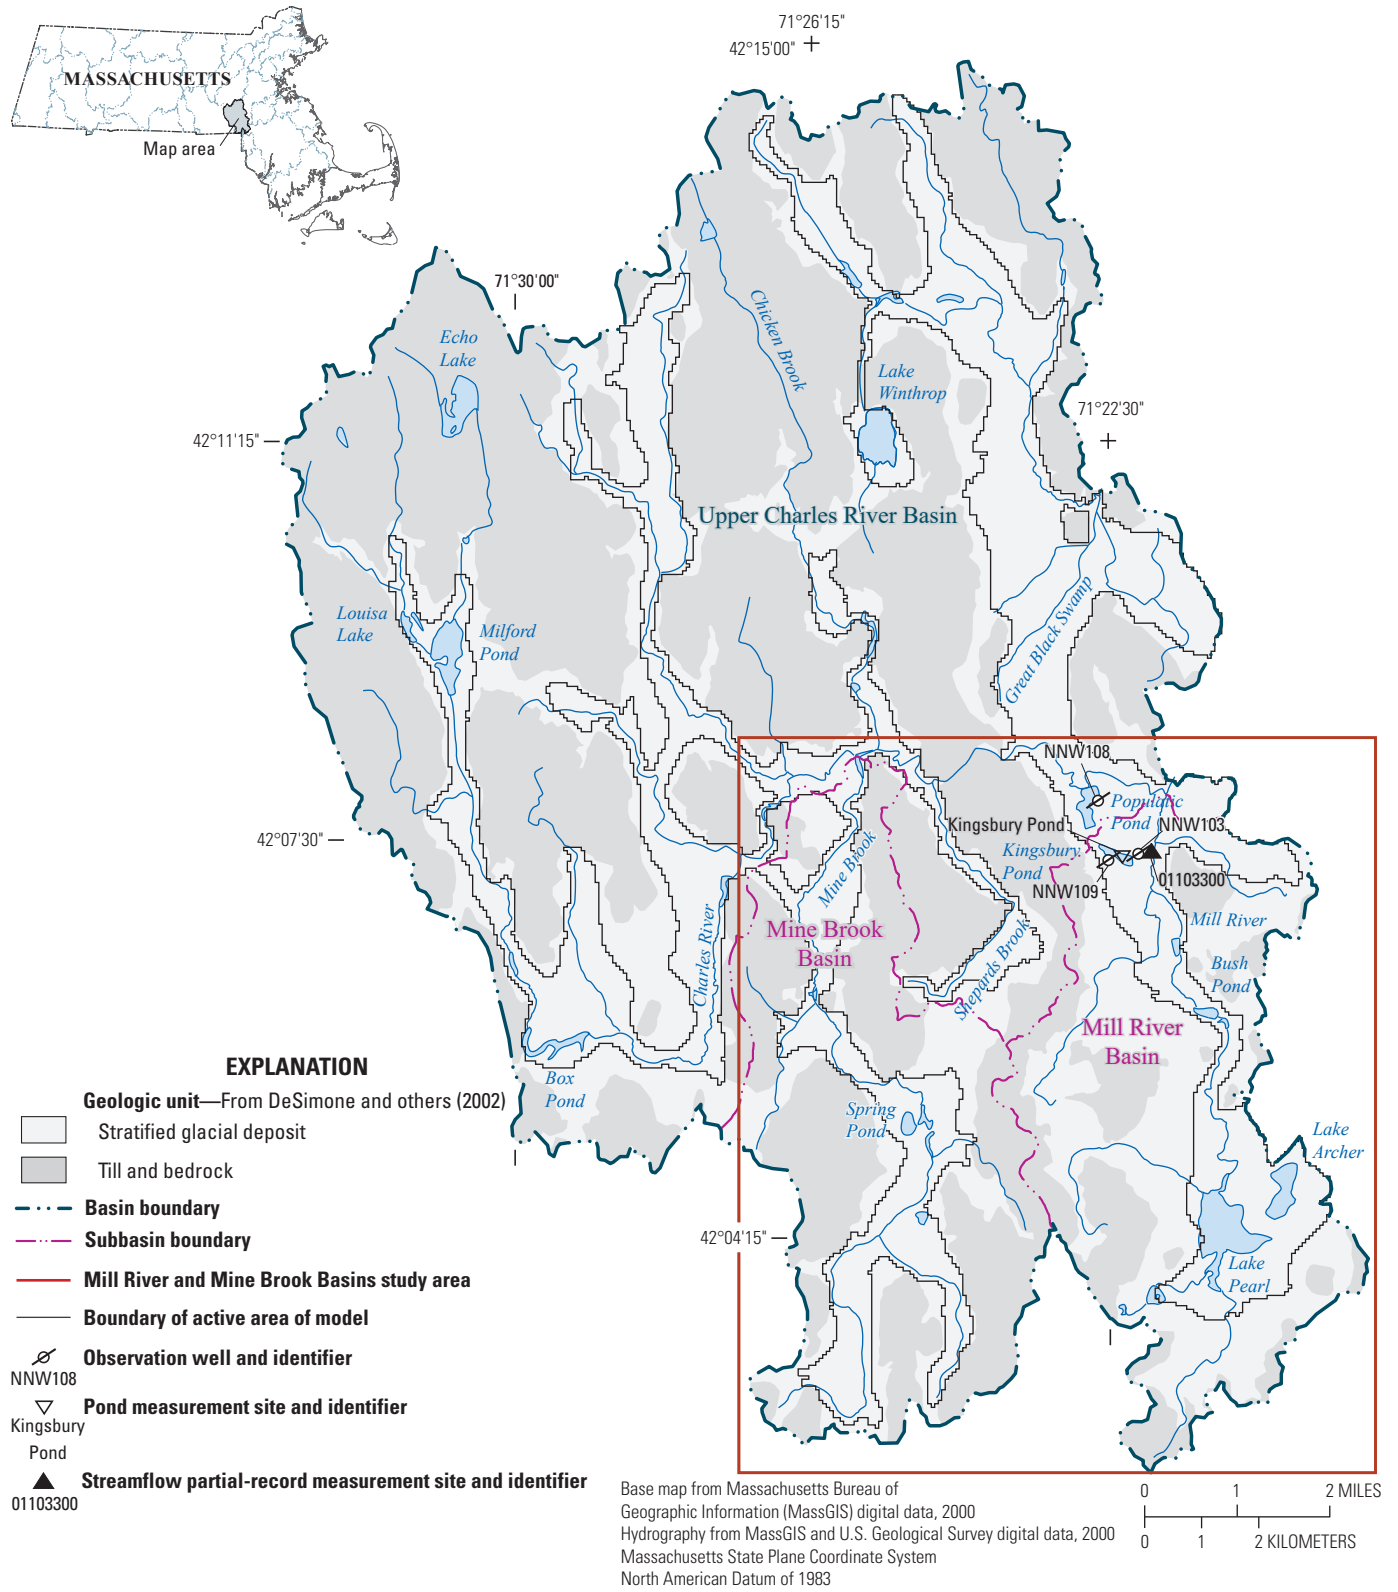 71°26'15"
42°15'00"
MASSACHUSETTS
Map area
71°30'00"
Echo
Lake
Chicken Brook
Lake
Winthrop
71°22'30"
42°11'15"
Upper Charles River Basin
Louisa
Lake
Milford
Pond
Great Black Swamp
NNW108
Populatic
Pond
Kingsbury Pond
NNW103
42°07'30"
Kingsbury
Pond
NNW109
01103300
Mine Brook
Mill River
Charles River
Mine Brook
Basin
Shepards Brook
Bush
Pond
Mill River
Basin
Box
Pond
Spring
Pond
Lake
Archer
42°04'15"
Lake
Pearl
EXPLANATION
Geologic unit—From DeSimone and others (2002)
Stratified glacial deposit
Till and bedrock
Basin boundary
Subbasin boundary
Mill River and Mine Brook Basins study area
Boundary of active area of model
Observation well and identifier
NNW108
Pond measurement site and identifier
Kingsbury
Pond
Streamflow partial-record measurement site and identifier
01103300
Base map from Massachusetts Bureau of
Geographic Information (MassGIS) digital data, 2000
Hydrography from MassGIS and U.S. Geological Survey digital data, 2000
Massachusetts State Plane Coordinate System
North American Datum of 1983
0 1 2 MILES
0 1 2 KILOMETERS